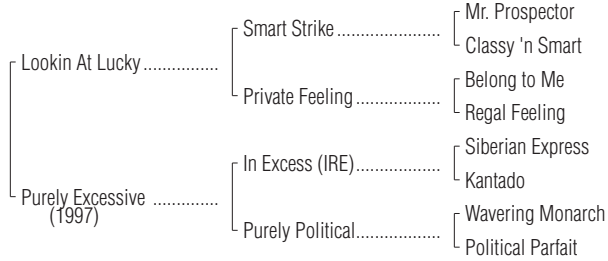 Mr. Prospector
Smart Strike ....................
Classy 'n Smart
Lookin At Lucky ...............
Belong to Me
Private Feeling .................
Regal Feeling
Siberian Express
In Excess (IRE).................
Kantado
Purely Excessive .............
(1997)
Wavering Monarch
Purely Political.................
Political Parfait